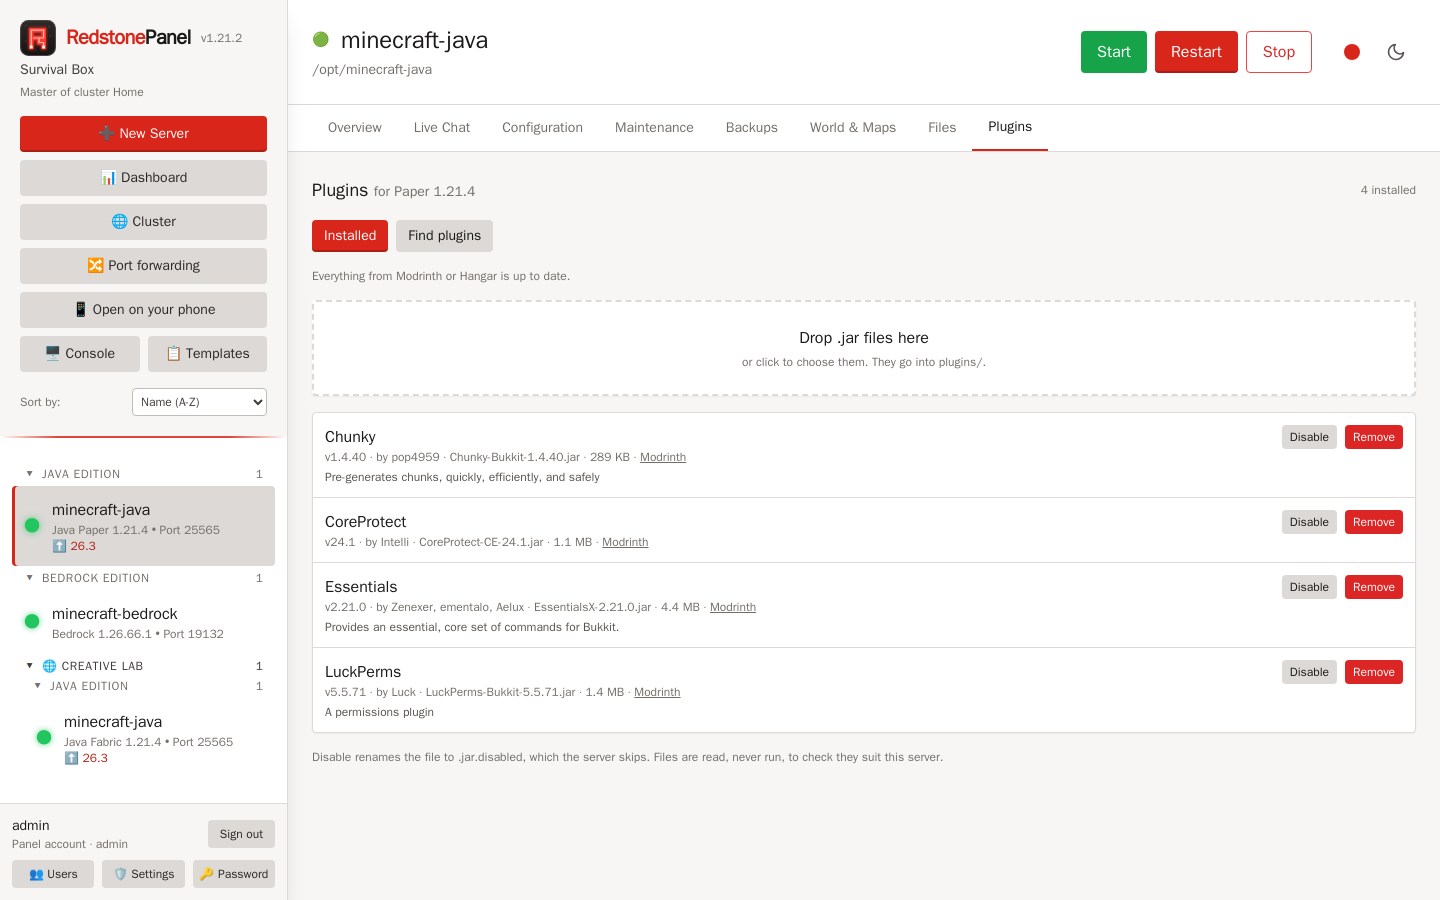 RedstonePanel v1.21.2
Survival Box
Master of cluster Home
➕ New Server
📊 Dashboard
🌐 Cluster
🔀 Port forwarding
📱 Open on your phone
🖥️ Console
📋 Templates
Sort by: Name (A-Z)
▼ JAVA EDITION 1
minecraft-java
Java Paper 1.21.4 • Port 25565
⬆️ 26.3
▼ BEDROCK EDITION 1
minecraft-bedrock
Bedrock 1.26.66.1 • Port 19132
▼ 🌐 CREATIVE LAB 1
▼ JAVA EDITION 1
minecraft-java
Java Fabric 1.21.4 • Port 25565
⬆️ 26.3
admin
Panel account · admin
Sign out
👥 Users
🛡️ Settings
🔑 Password
minecraft-java
/opt/minecraft-java
Start
Restart
Stop
Overview
Live Chat
Configuration
Maintenance
Backups
World & Maps
Files
Plugins
Plugins for Paper 1.21.4
4 installed
Installed
Find plugins
Everything from Modrinth or Hangar is up to date.
Drop .jar files here
or click to choose them. They go into plugins/.
Chunky
v1.4.40 · by pop4959 · Chunky-Bukkit-1.4.40.jar · 289 KB · Modrinth
Pre-generates chunks, quickly, efficiently, and safely
Disable
Remove
CoreProtect
v24.1 · by Intelli · CoreProtect-CE-24.1.jar · 1.1 MB · Modrinth
Disable
Remove
Essentials
v2.21.0 · by Zenexer, ementalo, Aelux · EssentialsX-2.21.0.jar · 4.4 MB · Modrinth
Provides an essential, core set of commands for Bukkit.
Disable
Remove
LuckPerms
v5.5.71 · by Luck · LuckPerms-Bukkit-5.5.71.jar · 1.4 MB · Modrinth
A permissions plugin
Disable
Remove
Disable renames the file to .jar.disabled, which the server skips. Files are read, never run, to check they suit this server.